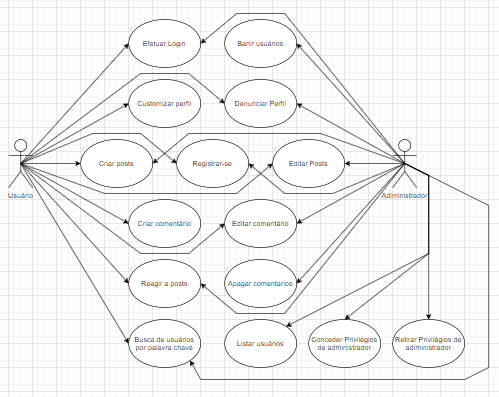 Efetuar Login
Banir usuários
Customizar perfil
Denunciar Perfil
Criar posts
Registrar-se
Editar Posts
Usuário
Administrador
Criar comentário
Editar comentário
Reagir a posts
Apagar comentarios
Busca de usuários
por palavra chave
Listar usuários
Conceder Privilégios
de administrador
Retirar Privilégios de
adiministrador